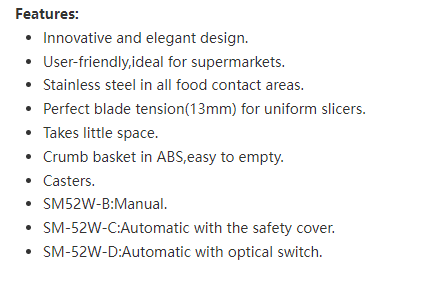 Features:
Innovative and elegant design.
User-friendly,ideal for supermarkets.
Stainless steel in all food contact areas.
Perfect blade tension(13mm) for uniform slicers.
Takes little space.
Crumb basket in ABS,easy to empty.
Casters.
SM52W-B:Manual.
SM-52W-C:Automatic with the safety cover.
SM-52W-D:Automatic with optical switch.